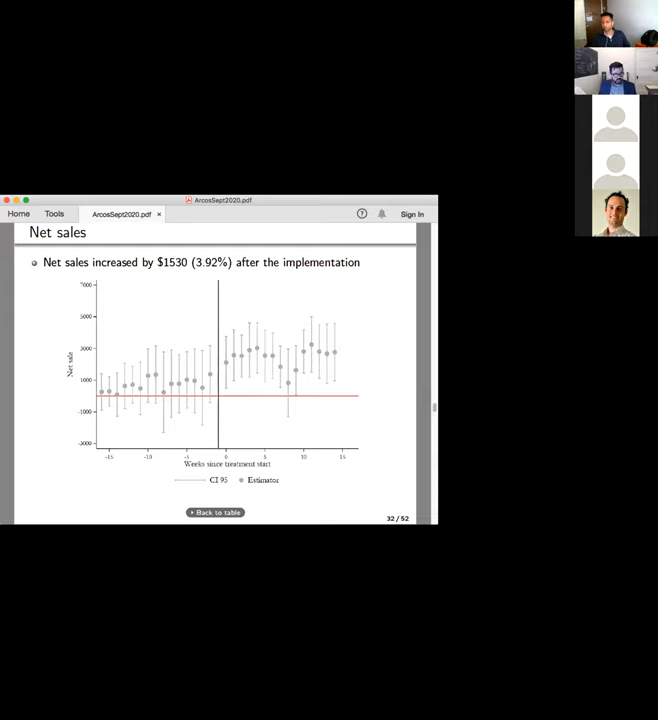 ArcosSept2020.pdf
Home Tools ArcosSept2020.pdf × Sign In
Net sales
Net sales increased by $1530 (3.92%) after the implementation
7000
5000
3000
1000
-1000
-3000
Net sale
-15 -10 -5 0 5 10 15
Weeks since treatment start
CI 95 Estimator
Back to table
32 / 52